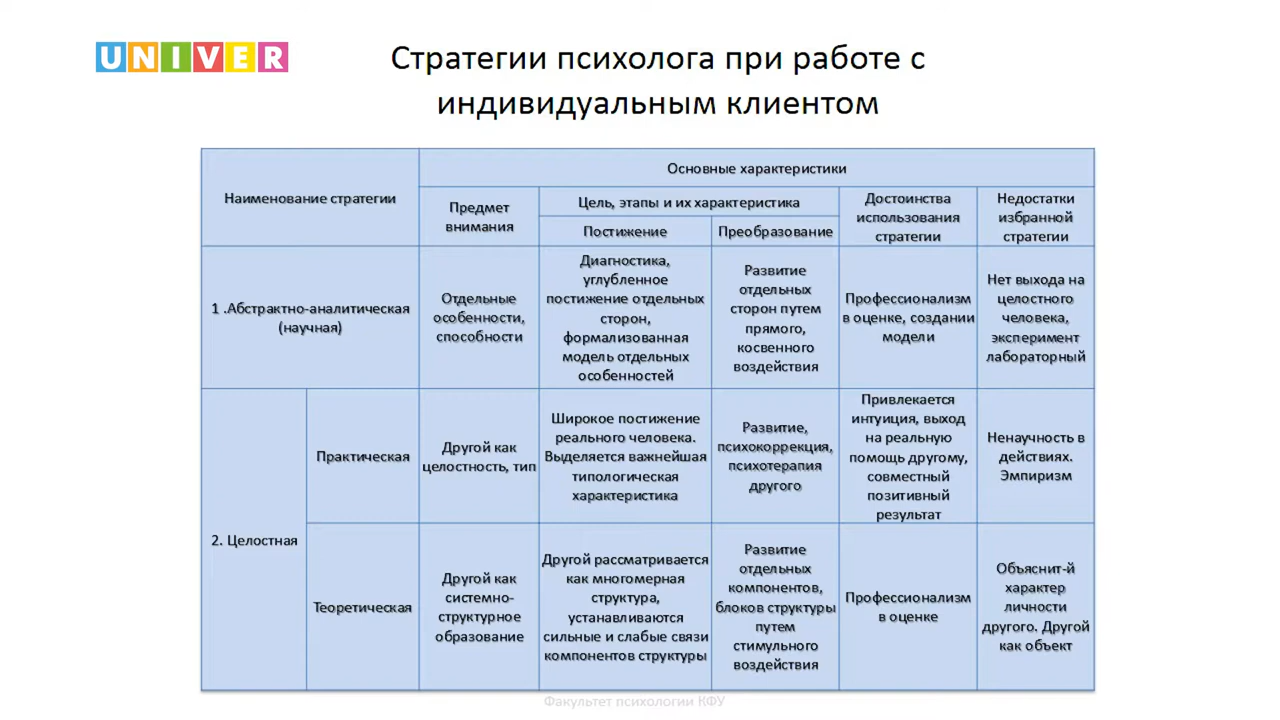 UNIVER
Стратегии психолога при работе с
индивидуальным клиентом
Наименование стратегии
Основные характеристики
Предмет
внимания
Цель, этапы и их характеристика
Постижение
Преобразование
Достоинства
использования
стратегии
Недостатки
избранной
стратегии
1 .Абстрактно-аналитическая
(научная)
Отдельные
особенности,
способности
Диагностика,
углубленное
постижение отдельных
сторон,
формализованная
модель отдельных
особенностей
Развитие
отдельных
сторон путем
прямого,
косвенного
воздействия
Профессионализм
в оценке, создании
модели
Нет выхода на
целостного
человека,
эксперимент
лабораторный
2. Целостная
Практическая
Другой как
целостность, тип
Широкое постижение
реального человека.
Выделяется важнейшая
типологическая
характеристика
Развитие,
психокоррекция,
психотерапия
другого
Привлекается
интуиция, выход
на реальную
помощь другому,
совместный
позитивный
результат
Ненаучность в
действиях.
Эмпиризм
Теоретическая
Другой как
системно-
структурное
образование
Другой рассматривается
как многомерная
структура,
устанавливаются
сильные и слабые связи
компонентов структуры
Развитие
отдельных
компонентов,
блоков структуры
путем
стимульного
воздействия
Профессионализм
в оценке
Объяснит-й
характер
личности
другого. Другой
как объект
Факультет психологии КФУ